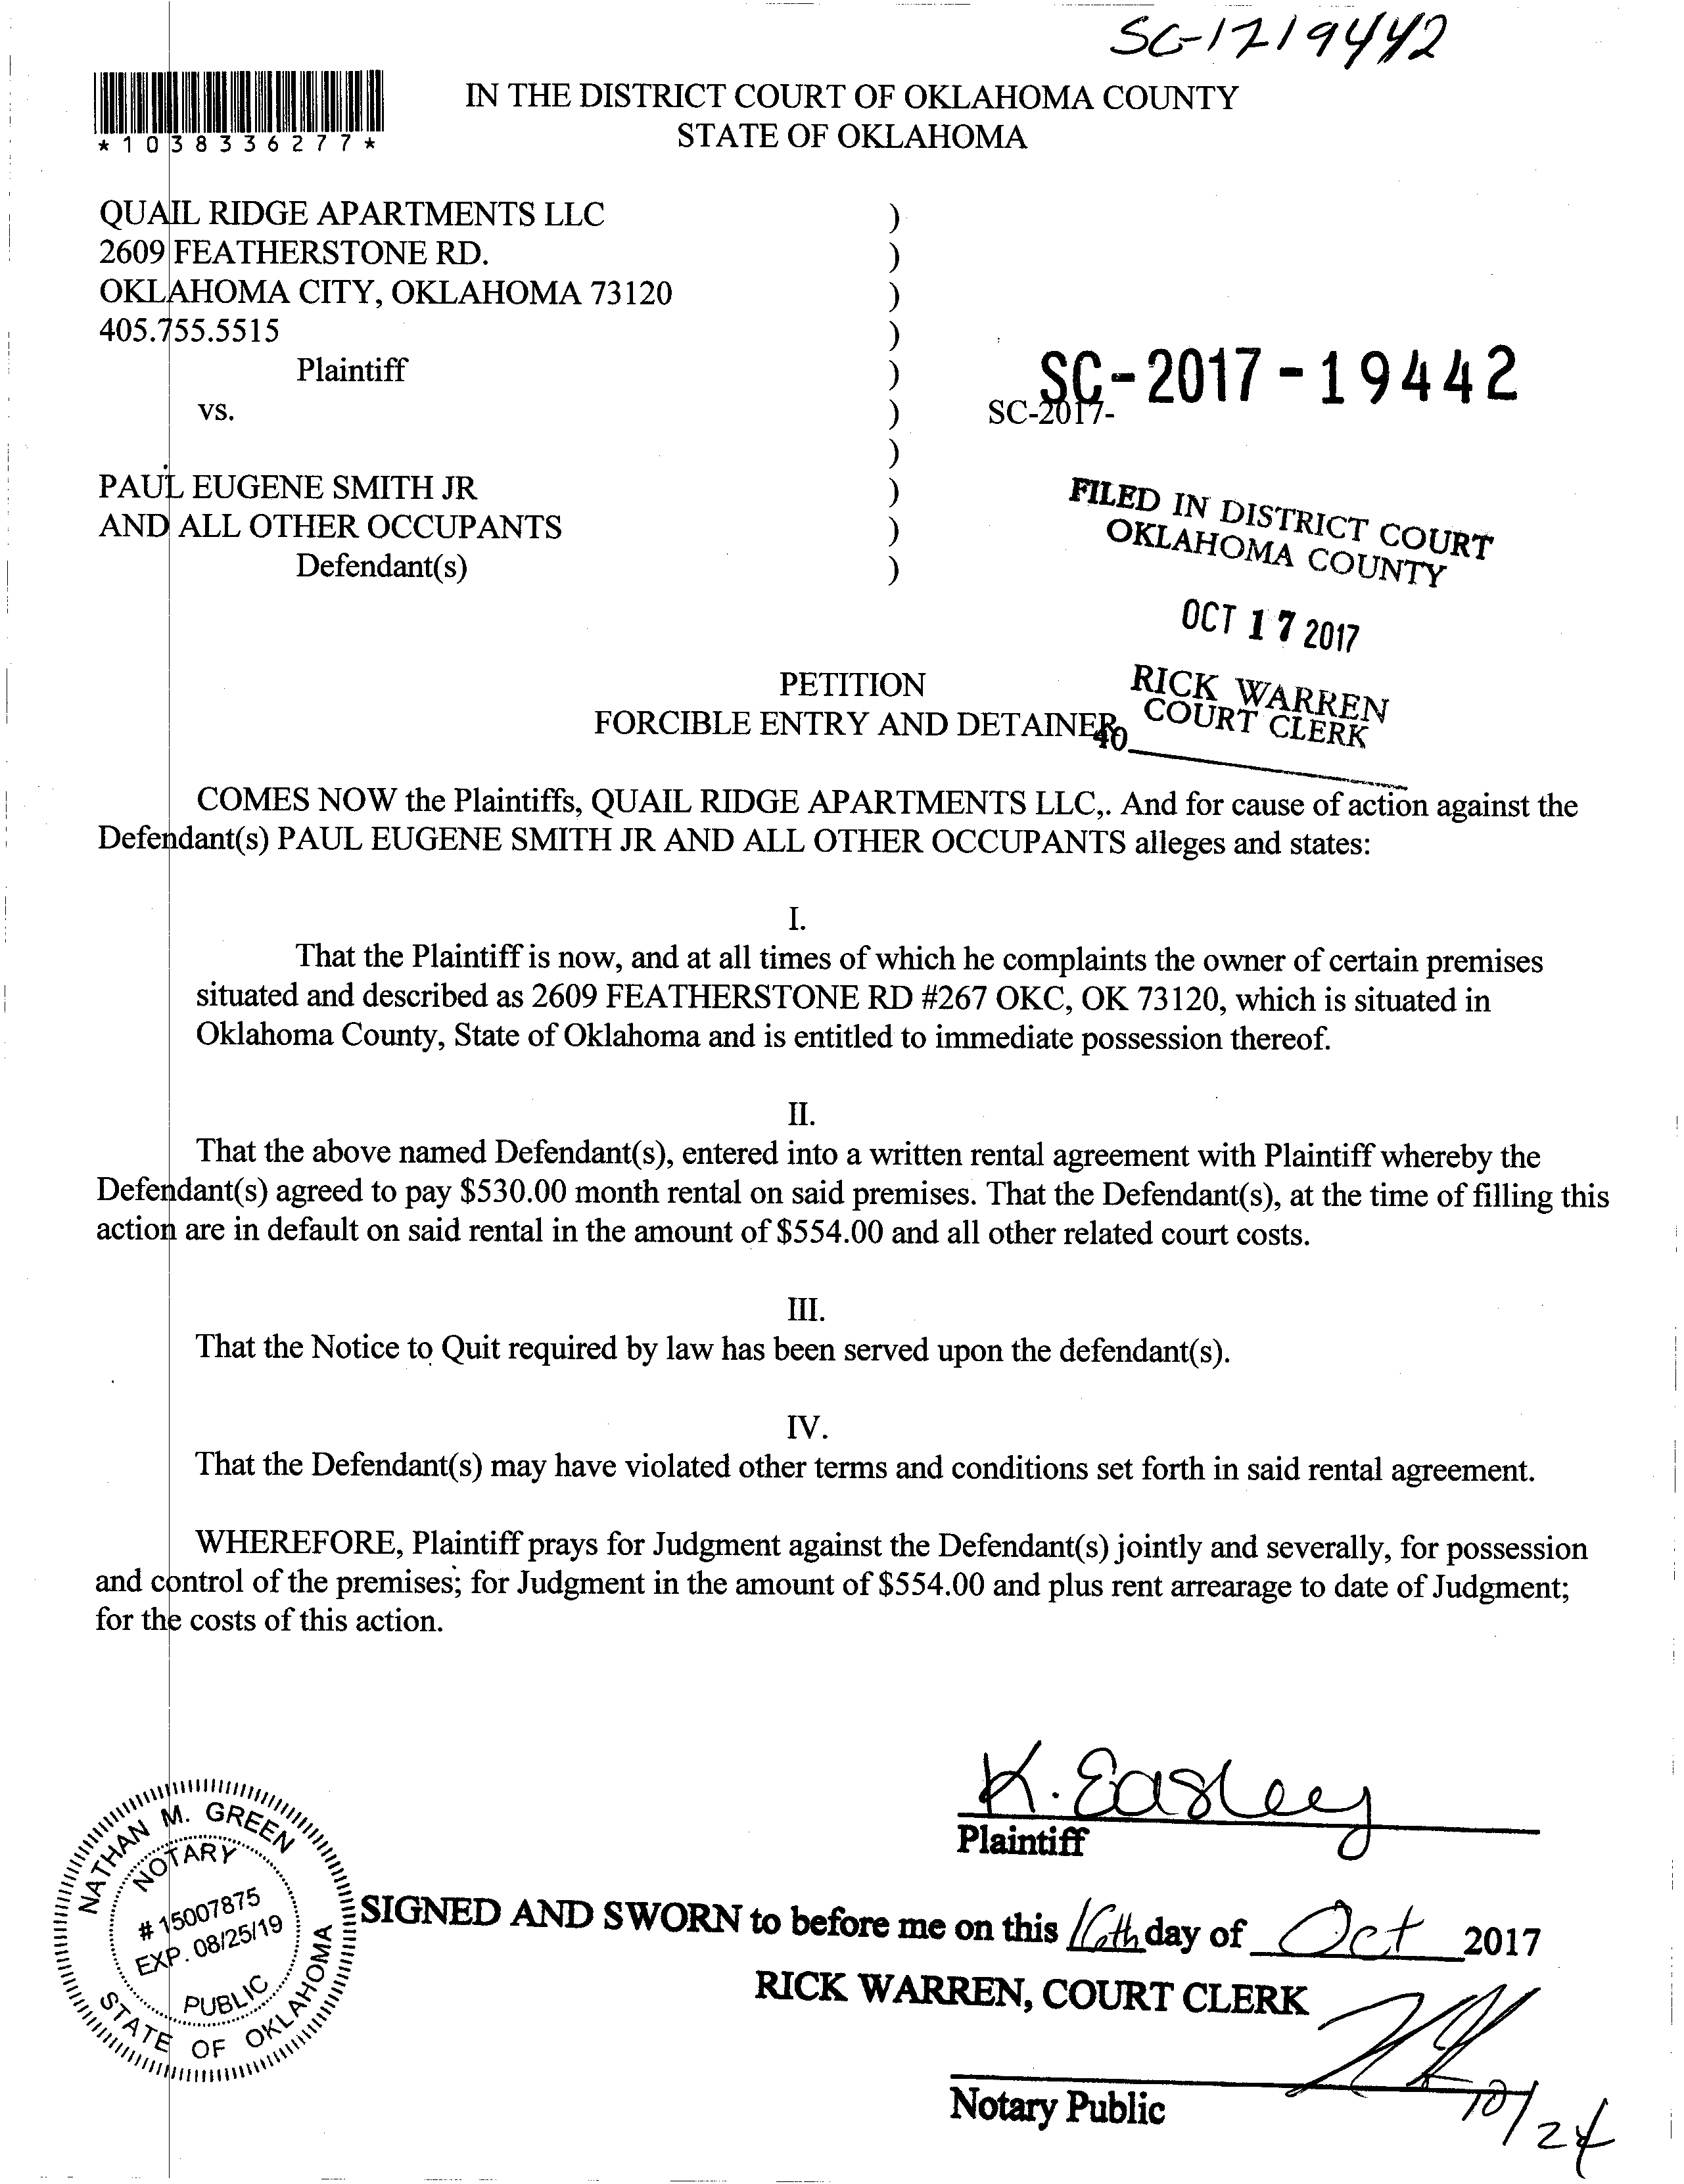 SC-1719442
IN THE DISTRICT COURT OF OKLAHOMA COUNTY
STATE OF OKLAHOMA
*1038336277*
QUAIL RIDGE APARTMENTS LLC )
2609 FEATHERSTONE RD. )
OKLAHOMA CITY, OKLAHOMA 73120 )
405.755.5515 )
Plaintiff )
SC-2017-19442
vs. ) SC-2017-
)
PAUL EUGENE SMITH JR )
AND ALL OTHER OCCUPANTS )
Defendant(s) )
FILED IN DISTRICT COURT
OKLAHOMA COUNTY
OCT 17 2017
RICK WARREN
COURT CLERK
40
PETITION
FORCIBLE ENTRY AND DETAINER
COMES NOW the Plaintiffs, QUAIL RIDGE APARTMENTS LLC,. And for cause of action against the
Defendant(s) PAUL EUGENE SMITH JR AND ALL OTHER OCCUPANTS alleges and states:
I.
That the Plaintiff is now, and at all times of which he complaints the owner of certain premises
situated and described as 2609 FEATHERSTONE RD #267 OKC, OK 73120, which is situated in
Oklahoma County, State of Oklahoma and is entitled to immediate possession thereof.
II.
That the above named Defendant(s), entered into a written rental agreement with Plaintiff whereby the
Defendant(s) agreed to pay $530.00 month rental on said premises. That the Defendant(s), at the time of filling this
action are in default on said rental in the amount of $554.00 and all other related court costs.
III.
That the Notice to Quit required by law has been served upon the defendant(s).
IV.
That the Defendant(s) may have violated other terms and conditions set forth in said rental agreement.
WHEREFORE, Plaintiff prays for Judgment against the Defendant(s) jointly and severally, for possession
and control of the premises; for Judgment in the amount of $554.00 and plus rent arrearage to date of Judgment;
for the costs of this action.
K. Easley
Plaintiff
NATHAN M. GREEN
NOTARY
# 15007875
EXP. 08/25/19
PUBLIC
STATE OF OKLAHOMA
SIGNED AND SWORN to before me on this 16th day of Oct 2017
RICK WARREN, COURT CLERK
Notary Public
10/24